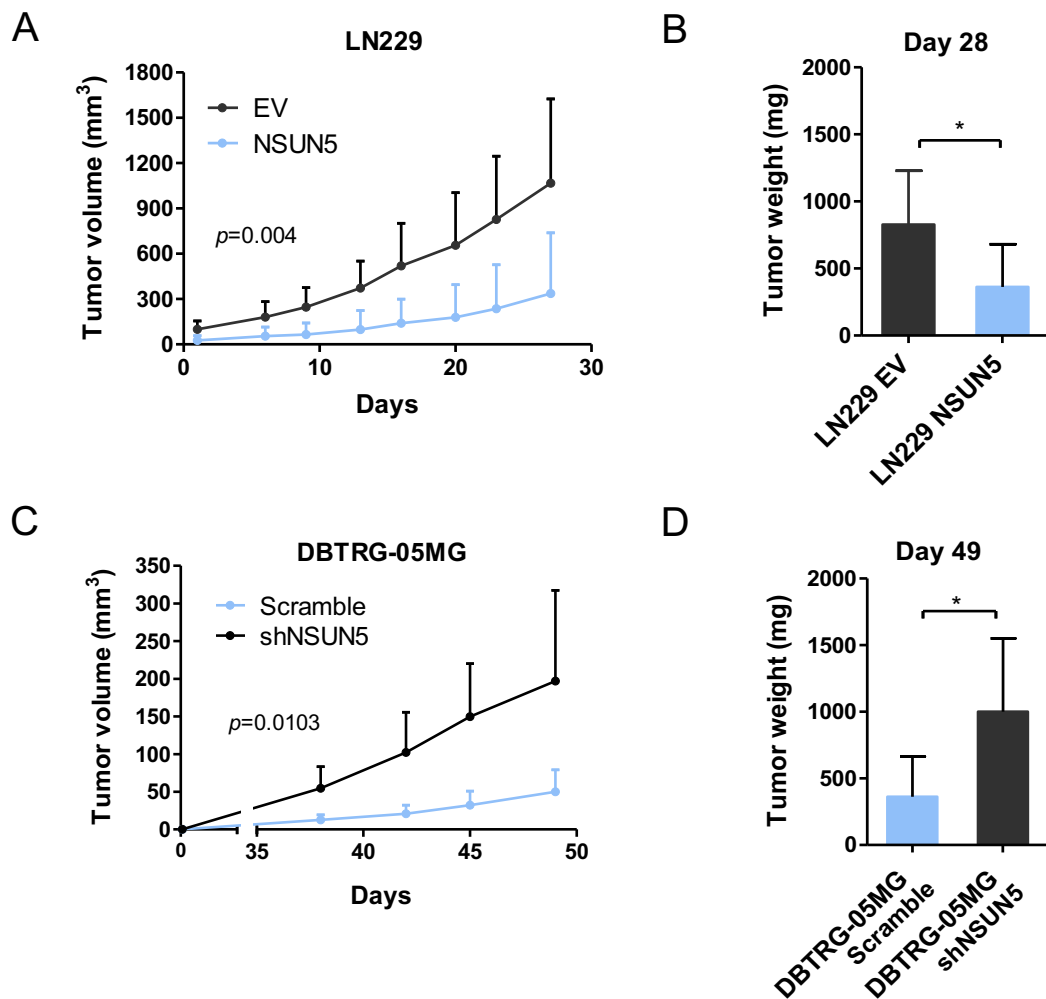 A
LN229
Tumor volume (mm³)
1800
1500
1200
900
600
300
0
EV
NSUN5
p=0.004
0 10 20 30
Days
B
Day 28
Tumor weight (mg)
2000
1500
1000
500
0
*
LN229 EV
LN229 NSUN5
C
DBTRG-05MG
Tumor volume (mm³)
350
300
250
200
150
100
50
0
Scramble
shNSUN5
p=0.0103
0 35 40 45 50
Days
D
Day 49
Tumor weight (mg)
2000
1500
1000
500
0
*
DBTRG-05MG
Scramble
DBTRG-05MG
shNSUN5